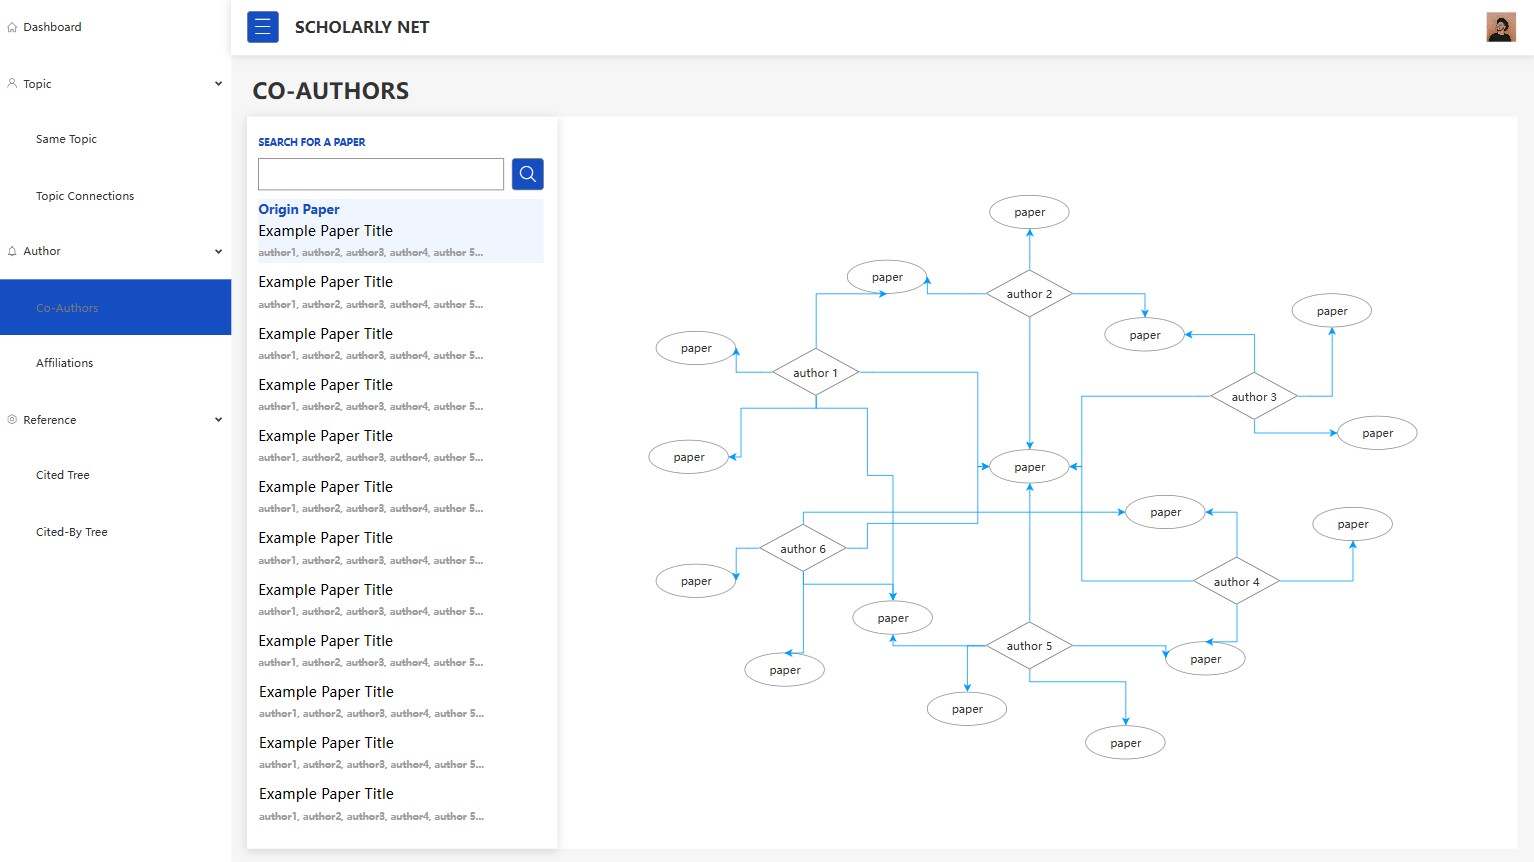 Dashboard
Topic
Same Topic
Topic Connections
Author
Co-Authors
Affiliations
Reference
Cited Tree
Cited-By Tree
SCHOLARLY NET
CO-AUTHORS
SEARCH FOR A PAPER
Origin Paper
Example Paper Title
author1, author2, author3, author4, author 5...
Example Paper Title
author1, author2, author3, author4, author 5...
Example Paper Title
author1, author2, author3, author4, author 5...
Example Paper Title
author1, author2, author3, author4, author 5...
Example Paper Title
author1, author2, author3, author4, author 5...
Example Paper Title
author1, author2, author3, author4, author 5...
Example Paper Title
author1, author2, author3, author4, author 5...
Example Paper Title
author1, author2, author3, author4, author 5...
Example Paper Title
author1, author2, author3, author4, author 5...
Example Paper Title
author1, author2, author3, author4, author 5...
Example Paper Title
author1, author2, author3, author4, author 5...
Example Paper Title
author1, author2, author3, author4, author 5...
paper
paper
author 2
paper
paper
paper
author 1
author 3
paper
paper
paper
paper
paper
author 6
paper
author 4
paper
paper
author 5
paper
paper
paper
paper